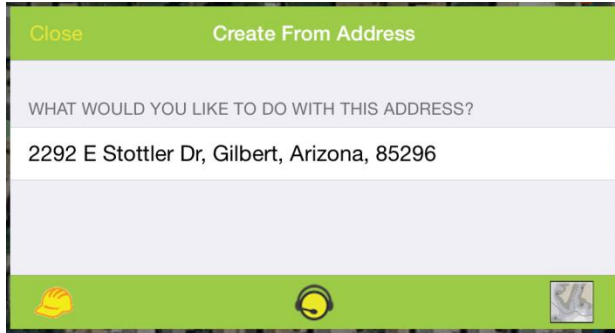 Close
Create From Address
WHAT WOULD YOU LIKE TO DO WITH THIS ADDRESS?
2292 E Stottler Dr, Gilbert, Arizona, 85296